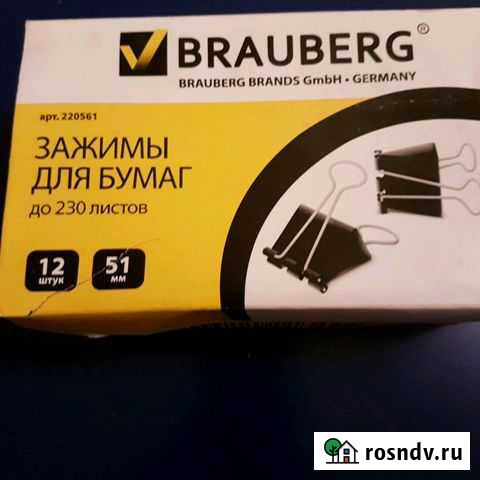 BRAUBERG®
BRAUBERG BRANDS GmbH • GERMANY
арт. 220561
ЗАЖИМЫ
ДЛЯ БУМАГ
до 230 листов
12
штук
51
мм
rosndv.ru